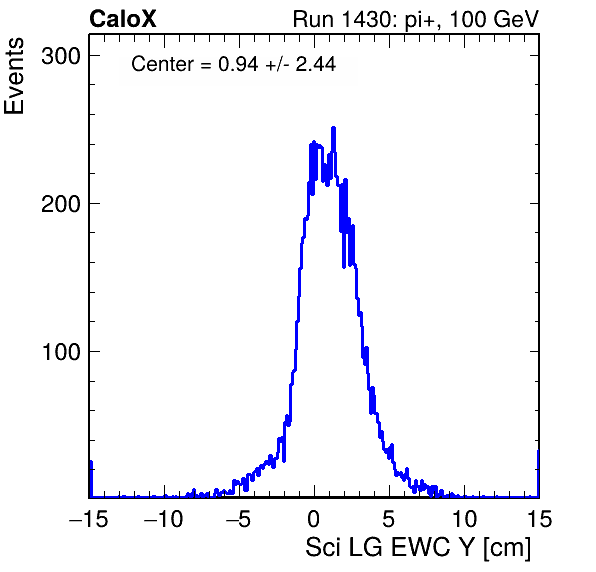 CaloX Run 1430: pi+, 100 GeV
Center = 0.94 +/- 2.44
Events
300
200
100
−15 −10 −5 0 5 10 15
Sci LG EWC Y [cm]